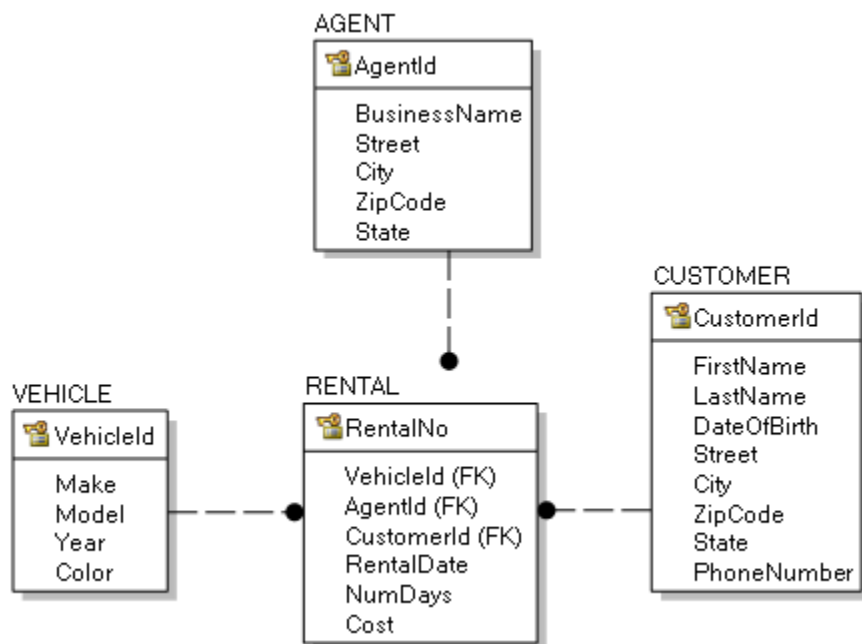 AGENT
AgentId
BusinessName
Street
City
ZipCode
State
CUSTOMER
CustomerId
FirstName
LastName
DateOfBirth
Street
City
ZipCode
State
PhoneNumber
VEHICLE
VehicleId
Make
Model
Year
Color
RENTAL
RentalNo
VehicleId (FK)
AgentId (FK)
CustomerId (FK)
RentalDate
NumDays
Cost